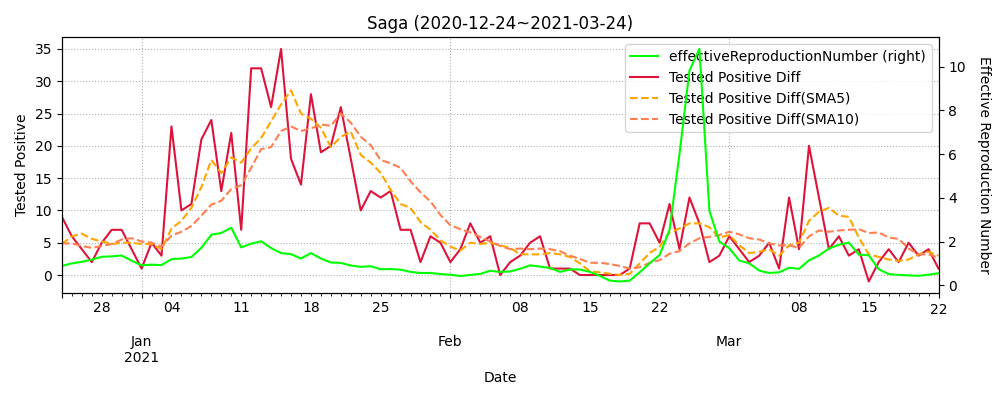 Saga (2020-12-24~2021-03-24)
effectiveReproductionNumber (right)
Tested Positive Diff
Tested Positive Diff(SMA5)
Tested Positive Diff(SMA10)
Tested Positive
35
30
25
20
15
10
5
0
Effective Reproduction Number
10
8
6
4
2
0
28 04 11 18 25 08 15 22 08 15 22
Jan Feb Mar
2021
Date